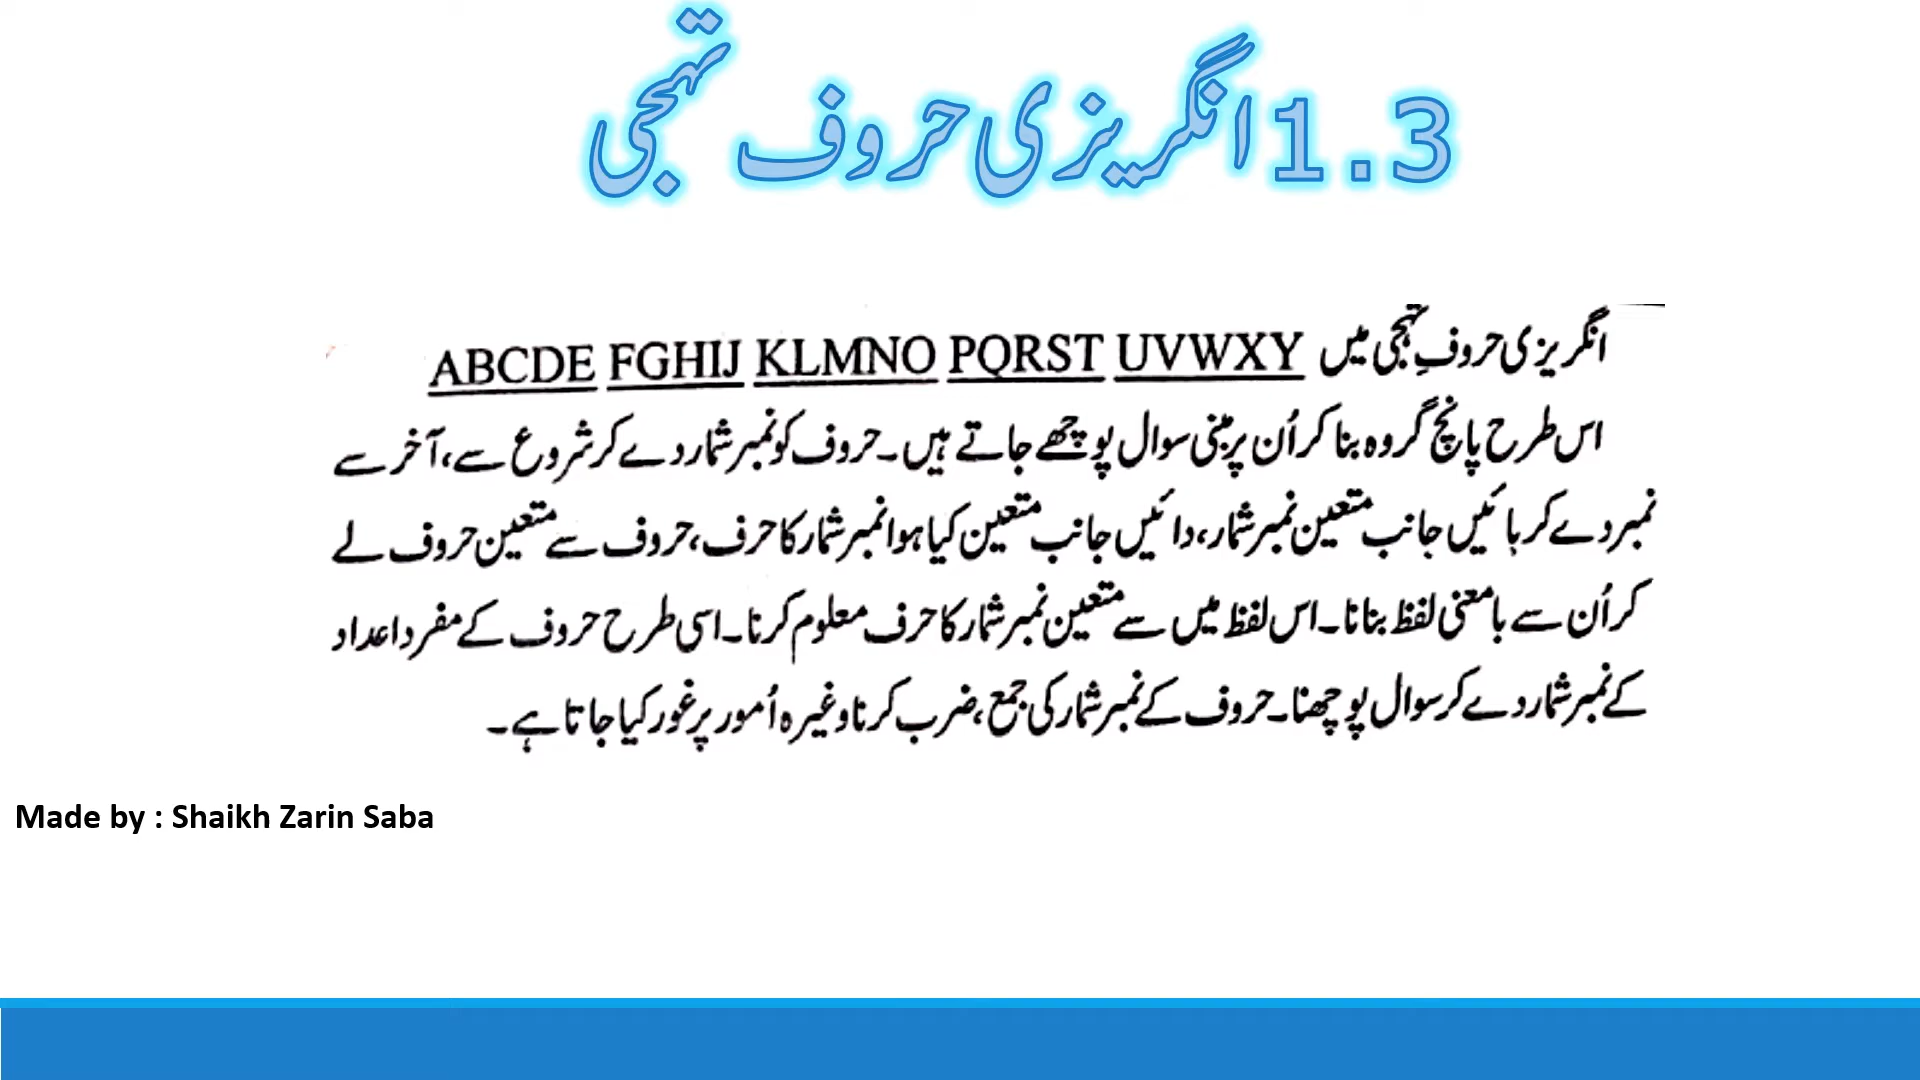 1.3 انگریزی حروف تہجی
انگریزی حروفِ تہجی میں ABCDE FGHIJ KLMNO PQRST UVWXY
اس طرح پانچ گروہ بنا کر اُن پر مبنی سوال پوچھے جاتے ہیں۔ حروف کو نمبر شمار دے کر شروع سے، آخر سے
نمبر دے کر بائیں جانب متعین نمبر شمار، دائیں جانب متعین کیا ہوا نمبر شمار کا حرف، حروف سے متعین حروف لے
کر اُن سے بامعنی لفظ بنانا۔ اس لفظ میں سے متعین نمبر شمار کا حرف معلوم کرنا۔ اسی طرح حروف کے مفرد اعداد
کے نمبر شمار دے کر سوال پوچھنا۔ حروف کے نمبر شمار کی جمع، ضرب کرنا وغیرہ اُمور پر غور کیا جاتا ہے۔
Made by : Shaikh Zarin Saba